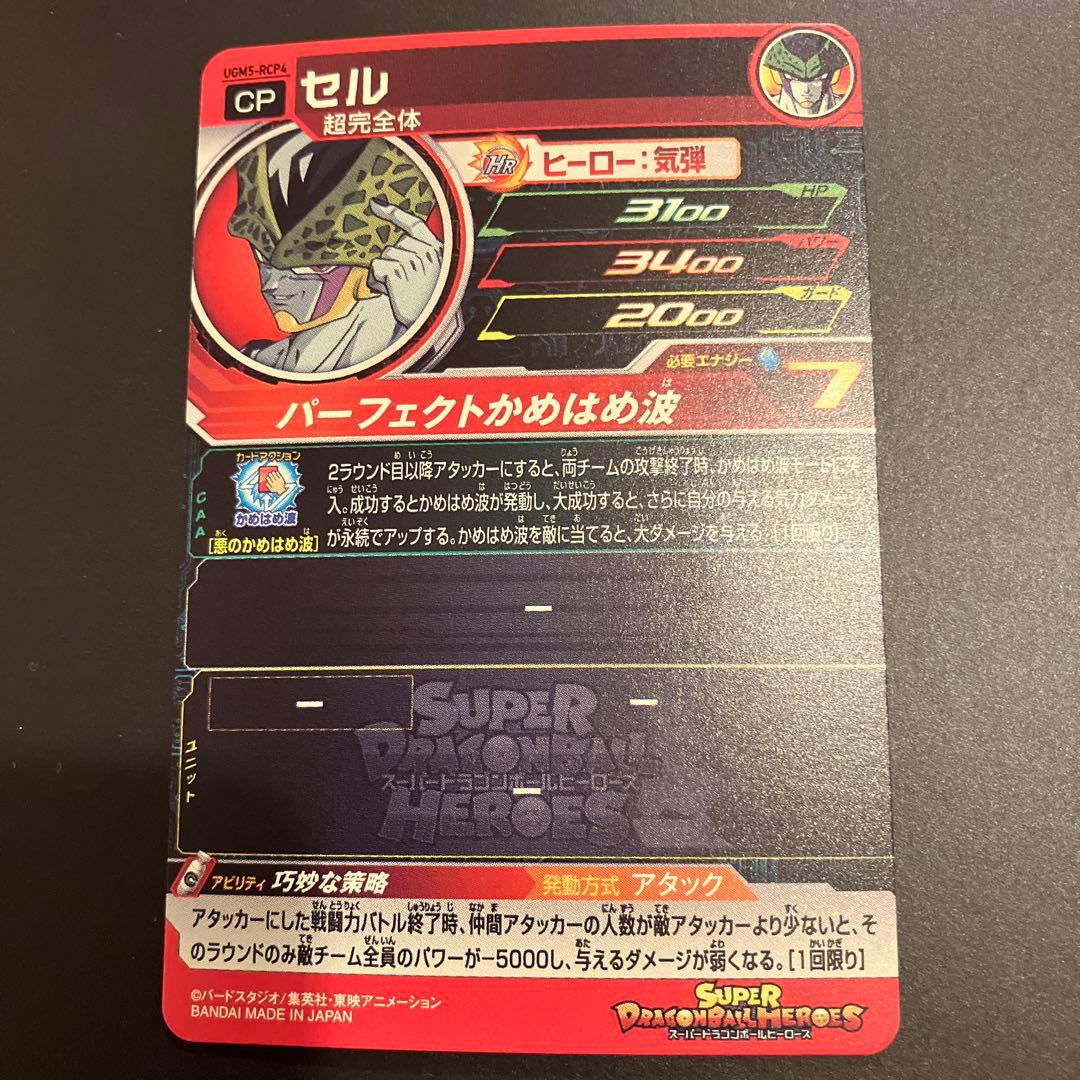 UGM5-RCP4
CP セル
超完全体
HR ヒーロー:気弾
HP
3100
パワー
3400
ガード
2000
必要エナジー 7
パーフェクトかめはめ波
CAA
カードアクション
かめはめ波
[悪のかめはめ波]
2ラウンド目以降アタッカーにすると、両チームの攻撃終了時、かめはめ波モードに突
入。成功するとかめはめ波が発動し、大成功すると、さらに自分の与える気力ダメージ
が永続でアップする。かめはめ波を敵に当てると、大ダメージを与える。[1回限り]
ー
ユニット
ー ー
ー
SUPER
DRAGONBALL
スーパードラゴンボールヒーローズ
HEROES
アビリティ 巧妙な策略 発動方式 アタック
アタッカーにした戦闘力バトル終了時、仲間アタッカーの人数が敵アタッカーより少ないと、そ
のラウンドのみ敵チーム全員のパワーが-5000し、与えるダメージが弱くなる。[1回限り]
©バードスタジオ/集英社・東映アニメーション
BANDAI MADE IN JAPAN
SUPER
DRAGONBALL HEROES
スーパードラゴンボールヒーローズ